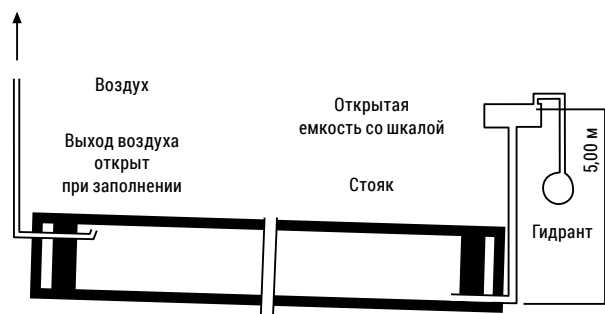 Воздух
Выход воздуха
открыт
при заполнении
Открытая
емкость со шкалой
Стояк
5,00 м
Гидрант